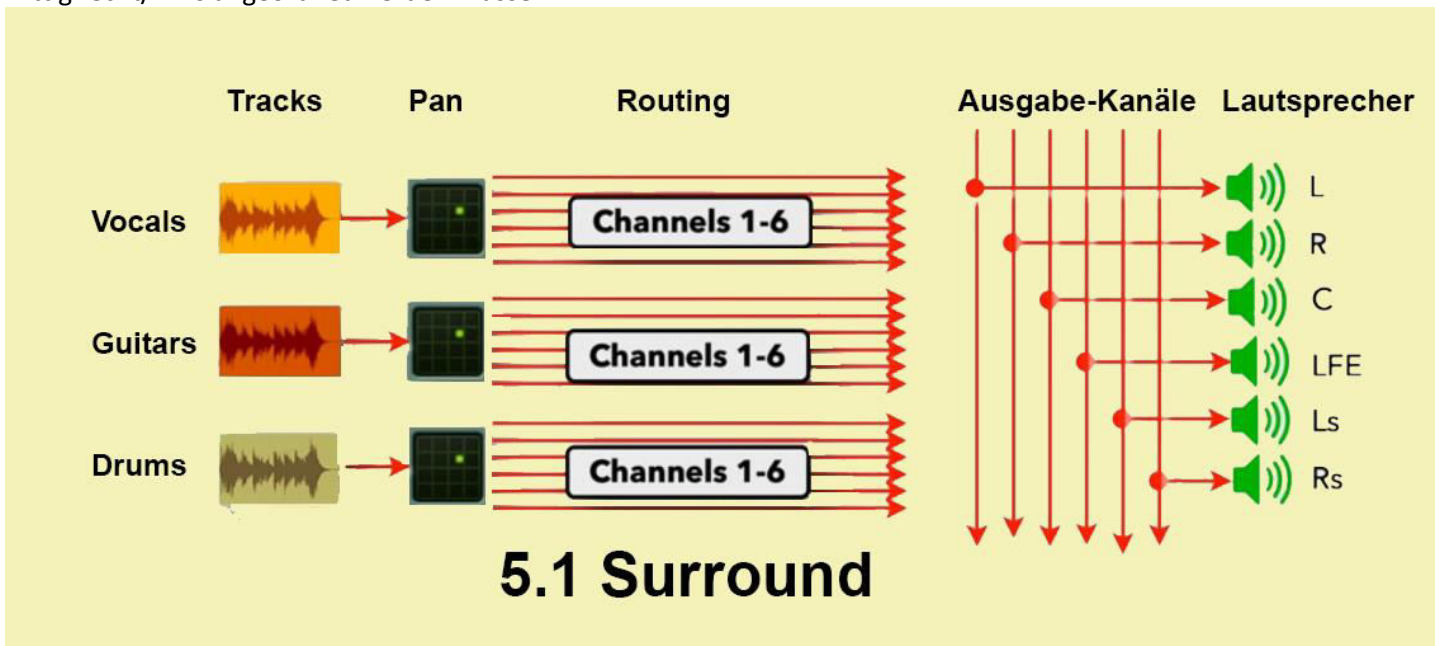 Tracks Pan Routing Ausgabe-Kanäle Lautsprecher
Vocals Channels 1-6 L
R
C
Guitars Channels 1-6 LFE
Ls
Drums Channels 1-6 Rs
5.1 Surround